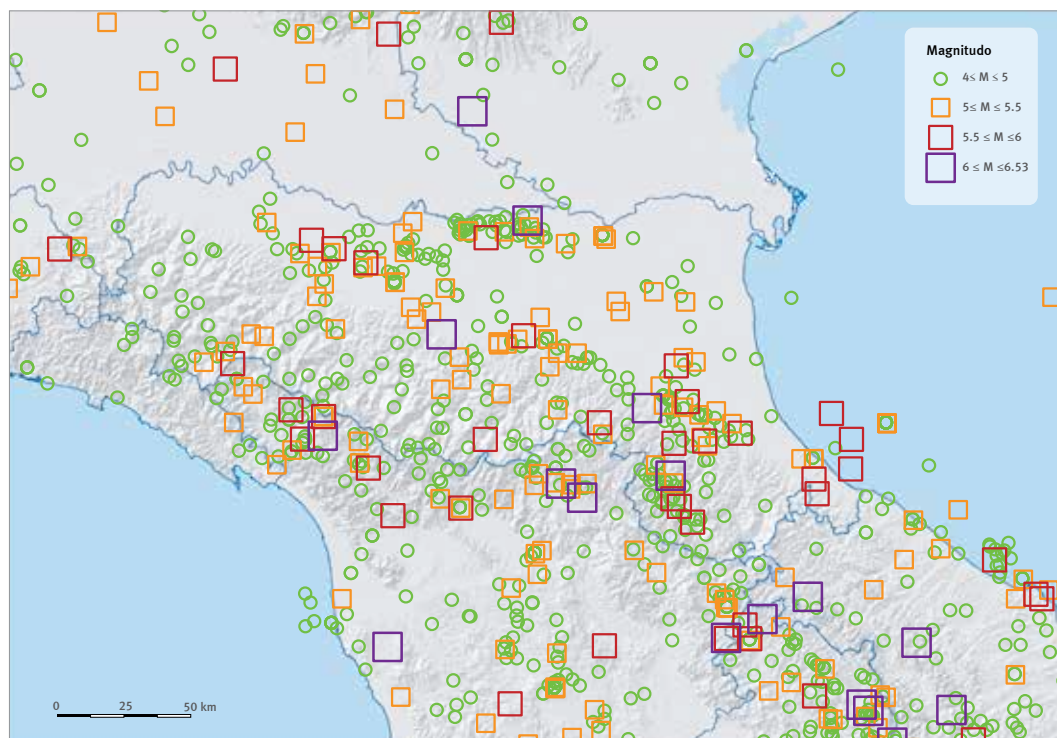 Magnitudo
4≤ M ≤ 5
5≤ M ≤ 5.5
5.5 ≤ M ≤6
6 ≤ M ≤6.53
0 25 50 km